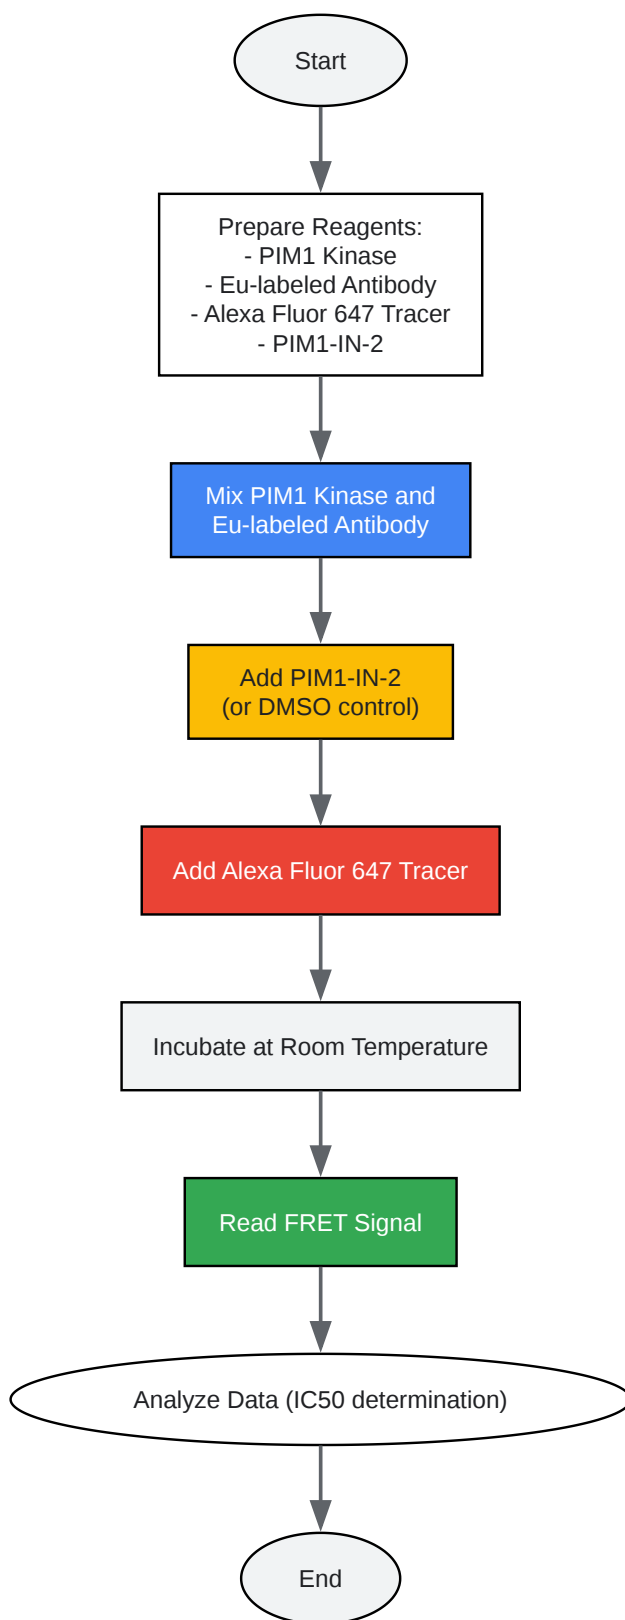 Start
Prepare Reagents:
- PIM1 Kinase
- Eu-labeled Antibody
- Alexa Fluor 647 Tracer
- PIM1-IN-2
Mix PIM1 Kinase and
Eu-labeled Antibody
Add PIM1-IN-2
(or DMSO control)
Add Alexa Fluor 647 Tracer
Incubate at Room Temperature
Read FRET Signal
Analyze Data (IC50 determination)
End